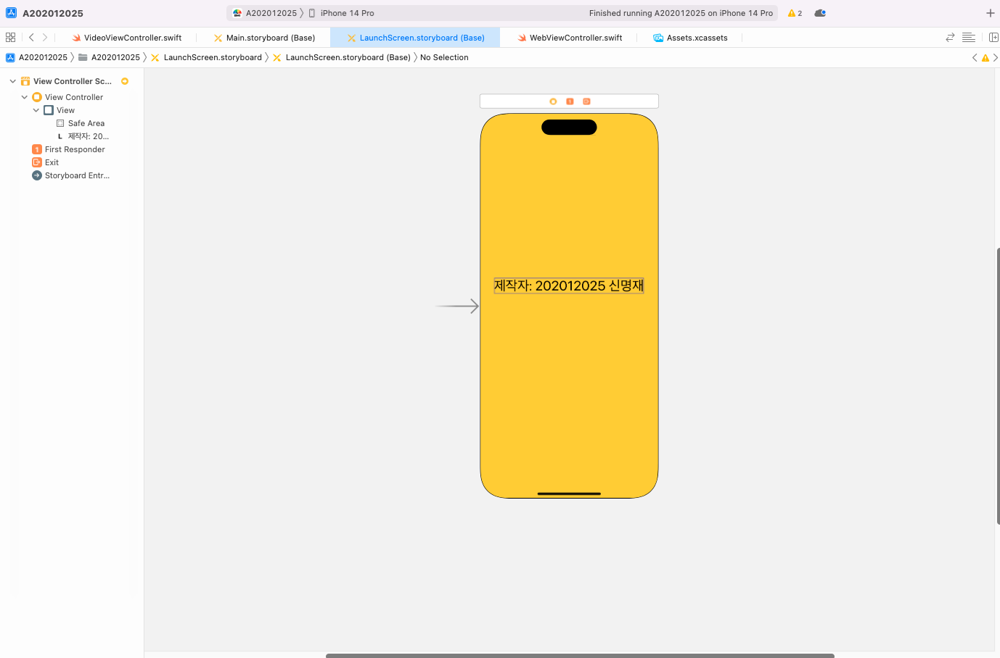 A202012025
A202012025 〉 iPhone 14 Pro
Finished running A202012025 on iPhone 14 Pro
2
VideoViewController.swift
Main.storyboard (Base)
LaunchScreen.storyboard (Base)
WebViewController.swift
Assets.xcassets
A202012025 〉 A202012025 〉 LaunchScreen.storyboard 〉 LaunchScreen.storyboard (Base) 〉 No Selection
View Controller Sc...
View Controller
View
Safe Area
L 제작자: 20...
1 First Responder
Exit
Storyboard Entr...
제작자: 202012025 신명재